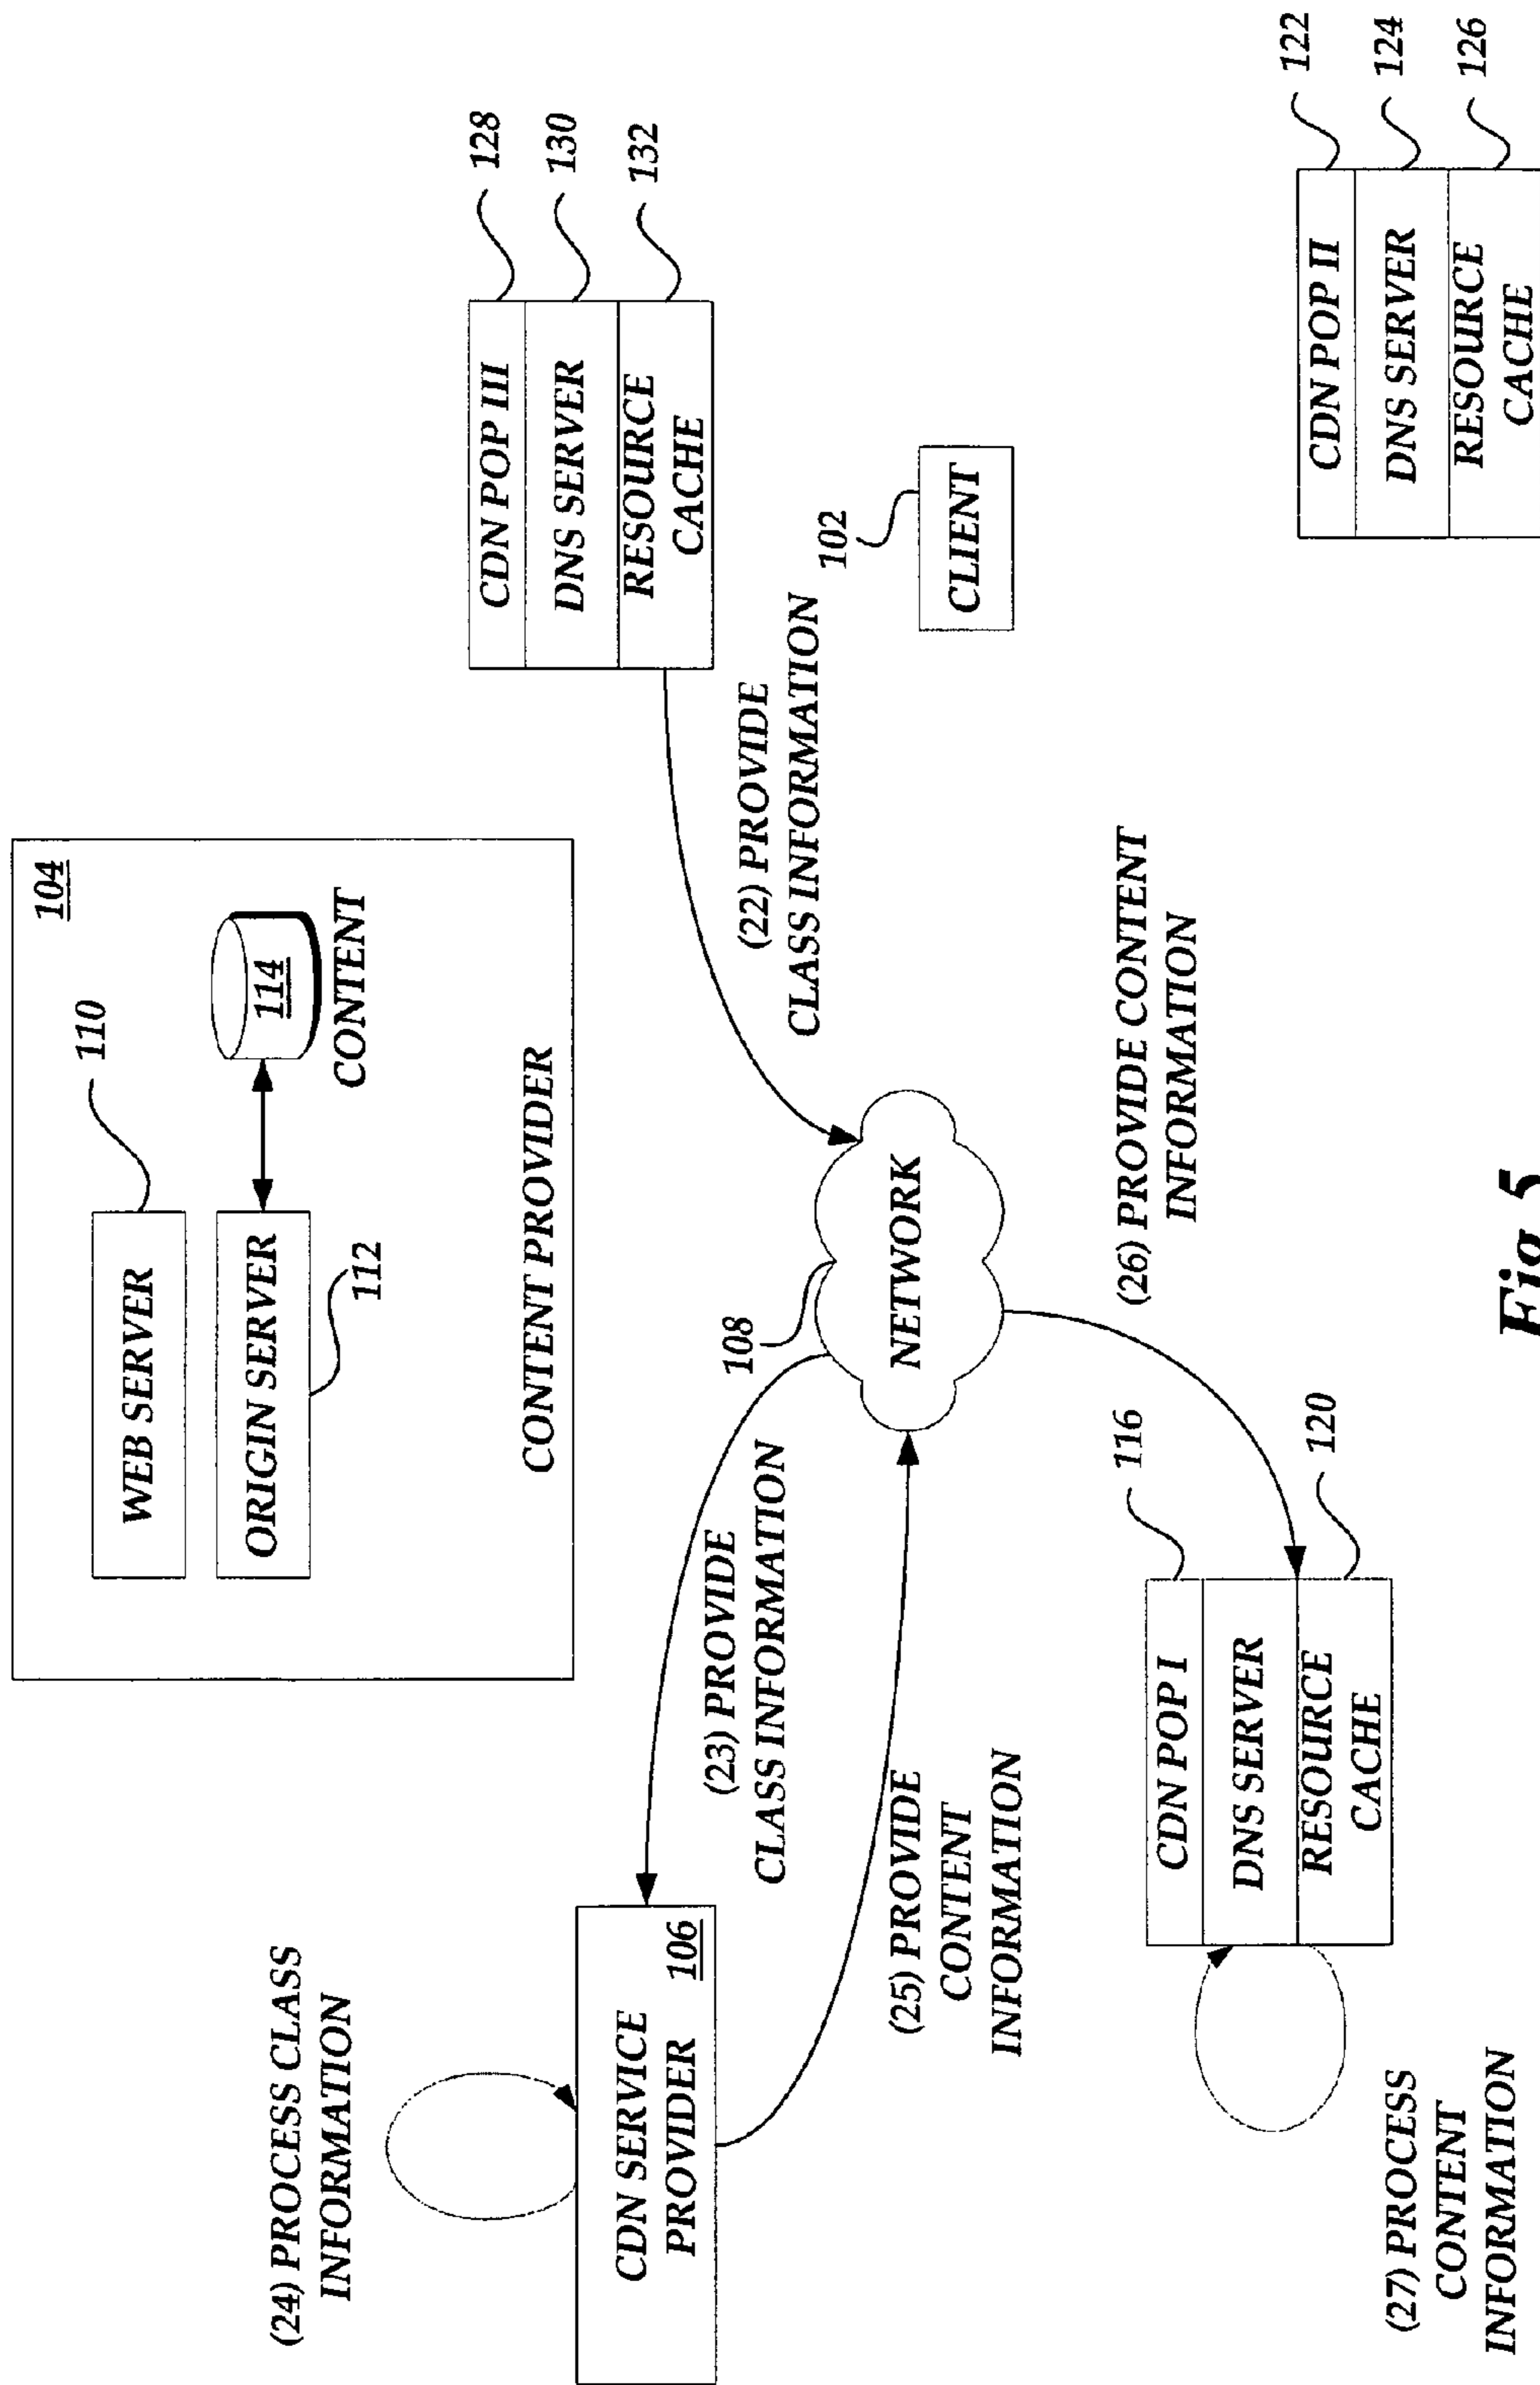 104
WEB SERVER
110
ORIGIN SERVER
112
114
CONTENT
CONTENT PROVIDER
(24) PROCESS CLASS
INFORMATION
CDN SERVICE
PROVIDER
106
(23) PROVIDE
CLASS INFORMATION
(25) PROVIDE
CONTENT
INFORMATION
108
NETWORK
(22) PROVIDE
CLASS INFORMATION
CDN POP III
DNS SERVER
RESOURCE
CACHE
128
130
132
102
CLIENT
(26) PROVIDE CONTENT
INFORMATION
CDN POP I
DNS SERVER
RESOURCE
CACHE
116
120
(27) PROCESS
CONTENT
INFORMATION
CDN POP II
DNS SERVER
RESOURCE
CACHE
122
124
126
Fig.5